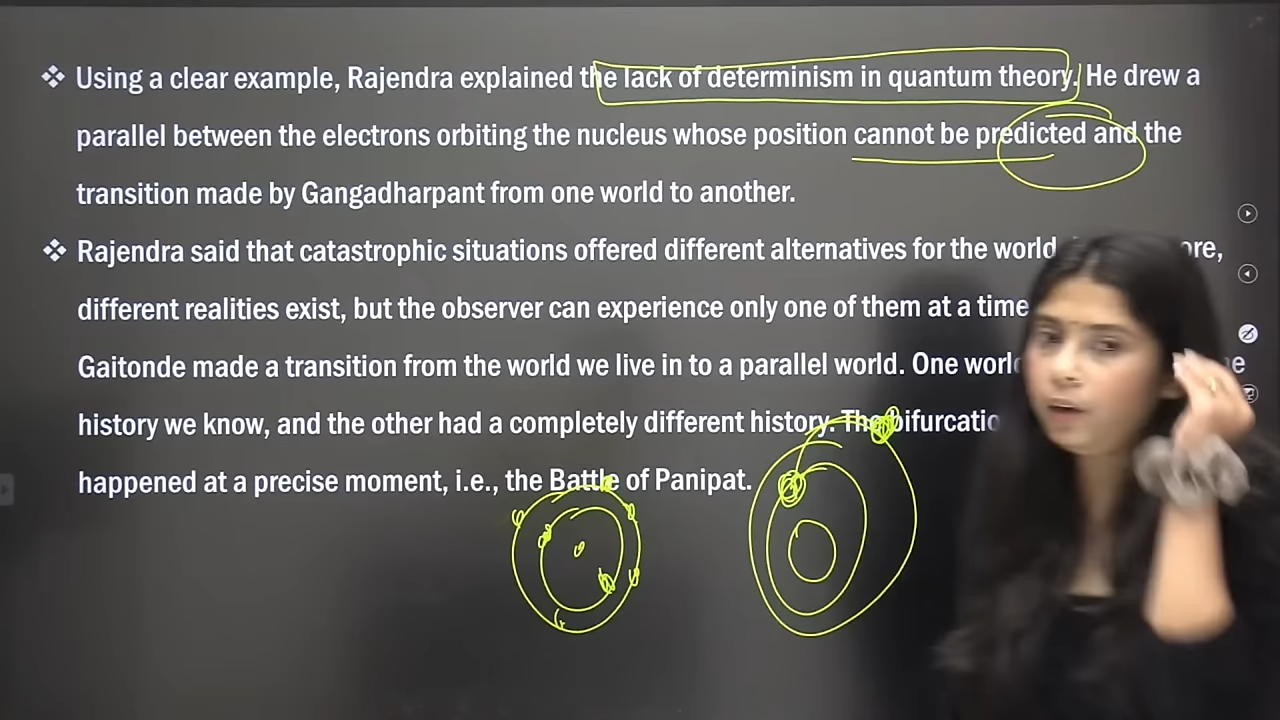 ❖ Using a clear example, Rajendra explained the lack of determinism in quantum theory. He drew a
parallel between the electrons orbiting the nucleus whose position cannot be predicted and the
transition made by Gangadharpant from one world to another.
❖ Rajendra said that catastrophic situations offered different alternatives for the world
different realities exist, but the observer can experience only one of them at a time
Gaitonde made a transition from the world we live in to a parallel world. One
history we know, and the other had a completely different history. The
happened at a precise moment, i.e., the Battle of Panipat.